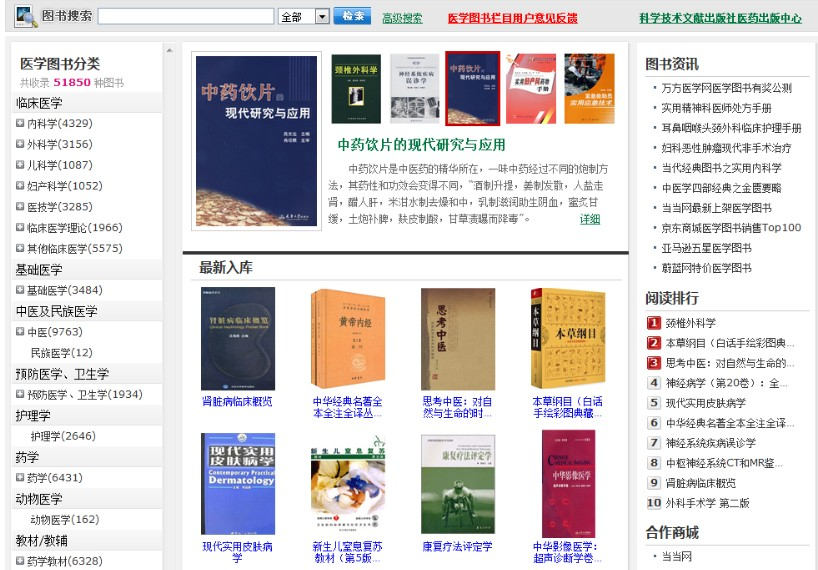 图书搜索
全部
检 索
高级搜索
医学图书栏目用户意见反馈
科学技术文献出版社医药出版中心
医学图书分类
共收录 51850 种图书
临床医学
内科学(4329)
外科学(3156)
儿科学(1087)
妇产科学(1052)
医技学(3285)
临床医学理论(1966)
其他临床医学(5575)
基础医学
基础医学(3484)
中医及民族医学
中医(9763)
民族医学(12)
预防医学、卫生学
预防医学、卫生学(1934)
护理学
护理学(2646)
药学
药学(6431)
动物医学
动物医学(162)
教材/教辅
药学教材(6328)
中药饮片的
现代研究与应用
颈椎外科学
神经系统疾病
误诊学
中药饮片的现代研究与应用
中药饮片是中医药的精华所在，一味中药经过不同的炮制方
法，其药性和功效会变得不同，“酒制升提，姜制发散，入盐走
肾，醋人肝，米泔水制去燥和中，乳制滋润助生阴血，蜜炙甘
缓，土炮补脾，麸皮制酸，甘草渍曝而降毒”。
详细
最新入库
肾脏病临床概览
黄帝内经
思考中医
本草纲目
肾脏病临床概览
中华经典名著全
本全注全译丛...
思考中医：对自
然与生命的时...
本草纲目（白话
手绘彩图典藏...
现代实用
皮肤病学
Contemporary Practical
Dermatology
新生儿窒息复苏
康复疗法评定学
中华影像医学
现代实用皮肤病
学
新生儿窒息复苏
教材（第5版...
康复疗法评定学
中华影像医学：
超声诊断学卷...
图书资讯
万方医学网医学图书有奖公测
实用精神科医师处方手册
耳鼻咽喉头颈外科临床护理手册
妇科恶性肿瘤现代非手术治疗
当代经典图书之实用内科学
中医学四部经典之金匮要略
当当网最新上架医学图书
京东商城医学图书销售Top100
亚马逊五星医学图书
蔚蓝网特价医学图书
阅读排行
1 颈椎外科学
2 本草纲目（白话手绘彩图典...
3 思考中医：对自然与生命的...
4 神经病学（第20卷）：全...
5 现代实用皮肤病学
6 中华经典名著全本全注全译...
7 神经系统疾病误诊学
8 中枢神经系统CT和MR鉴...
9 肾脏病临床概览
10 外科手术学 第二版
合作商城
当当网